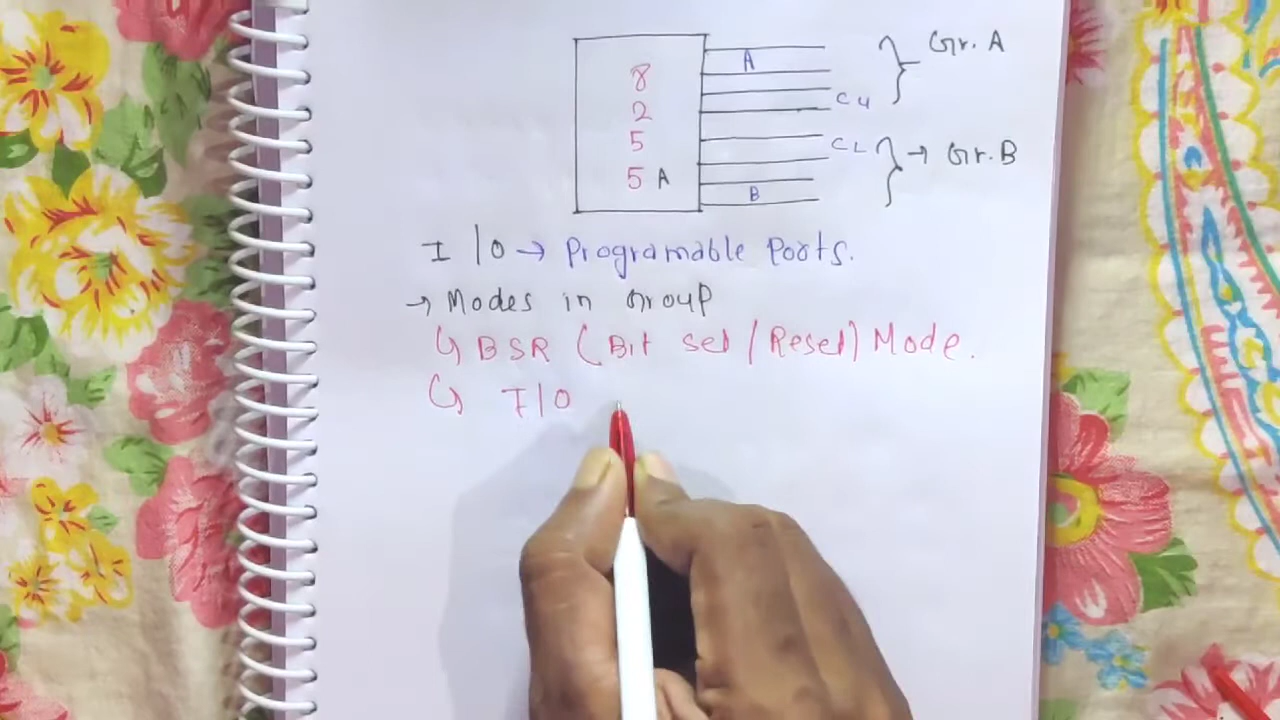 8
2
5
5 A
A
Cu
CL
B
Gr. A
→ Gr. B
I/O → Programable Ports.
→ Modes in Group
↳ BSR (Bit set/Reset) Mode.
↳ I/O